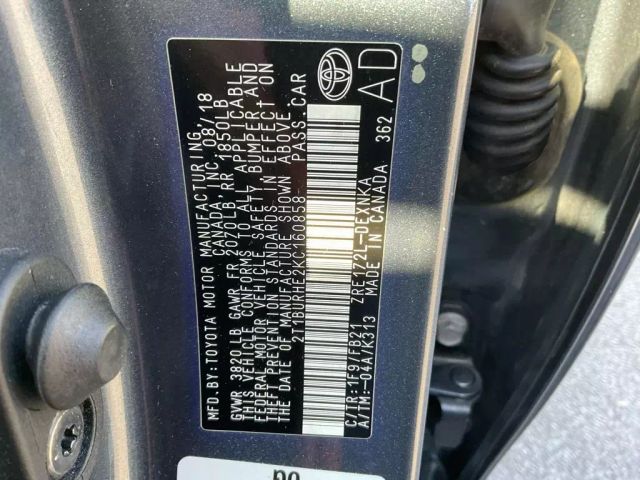 MFD. BY: TOYOTA MOTOR MANUFACTURING
CANADA, INC. 08/18
GVWR 3820LB GAWR FR 2070LB RR 1850LB
THIS VEHICLE CONFORMS TO ALL APPLICABLE
FEDERAL MOTOR VEHICLE SAFETY, BUMPER AND
THEFT PREVENTION STANDARDS IN EFFECT ON
THE DATE OF MANUFACTURE SHOWN ABOVE.
2T1BURHE2KC160858 PASS.CAR
ZRE172L-DEXNKA
C/TR:1F9/FB21 MADE IN CANADA 362
A/TM:-04A/K313
AD